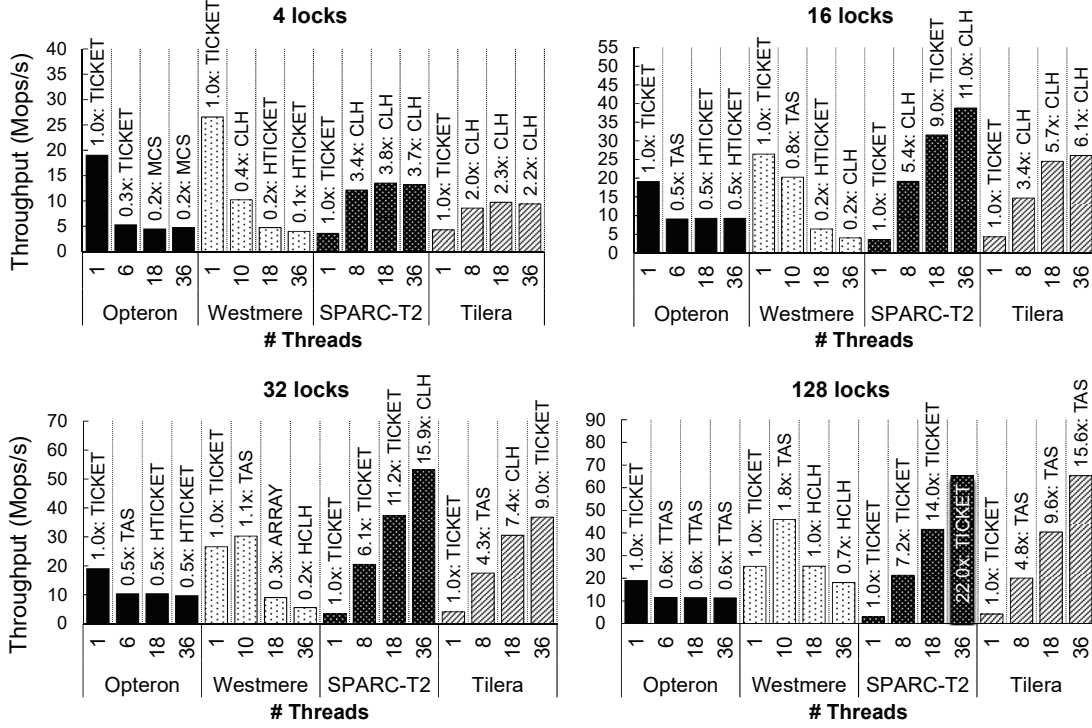 4 locks
Throughput (Mops/s)
40
35
30
25
20
15
10
5
0
1.0x: TICKET
0.3x: TICKET
0.2x: MCS
0.2x: MCS
1.0x: TICKET
0.4x: CLH
0.2x: HTICKET
0.1x: HTICKET
1.0x: TICKET
3.4x: CLH
3.8x: CLH
3.7x: CLH
1.0x: TICKET
2.0x: CLH
2.3x: CLH
2.2x: CLH
1 6 18 36 1 10 18 36 1 8 18 36 1 8 18 36
Opteron Westmere SPARC-T2 Tilera
# Threads
16 locks
55
50
45
40
35
30
25
20
15
10
5
0
1.0x: TICKET
0.5x: TAS
0.5x: HTICKET
0.5x: HTICKET
1.0x: TICKET
0.8x: TAS
0.2x: HTICKET
0.2x: CLH
1.0x: TICKET
5.4x: CLH
9.0x: TICKET
11.0x: CLH
1.0x: TICKET
3.4x: CLH
5.7x: CLH
6.1x: CLH
1 6 18 36 1 10 18 36 1 8 18 36 1 8 18 36
Opteron Westmere SPARC-T2 Tilera
# Threads
32 locks
Throughput (Mops/s)
70
60
50
40
30
20
10
0
1.0x: TICKET
0.5x: TAS
0.5x: HTICKET
0.5x: HTICKET
1.0x: TICKET
1.1x: TAS
0.3x: ARRAY
0.2x: HCLH
1.0x: TICKET
6.1x: TICKET
11.2x: TICKET
15.9x: CLH
1.0x: TICKET
4.3x: TAS
7.4x: CLH
9.0x: TICKET
1 6 18 36 1 10 18 36 1 8 18 36 1 8 18 36
Opteron Westmere SPARC-T2 Tilera
# Threads
128 locks
90
80
70
60
50
40
30
20
10
0
1.0x: TICKET
0.6x: TTAS
0.6x: TTAS
0.6x: TTAS
1.0x: TICKET
1.8x: TAS
1.0x: HCLH
0.7x: HCLH
1.0x: TICKET
7.2x: TICKET
14.0x: TICKET
22.0x: TICKET
1.0x: TICKET
4.8x: TAS
9.6x: TAS
15.6x: TAS
1 6 18 36 1 10 18 36 1 8 18 36 1 8 18 36
Opteron Westmere SPARC-T2 Tilera
# Threads